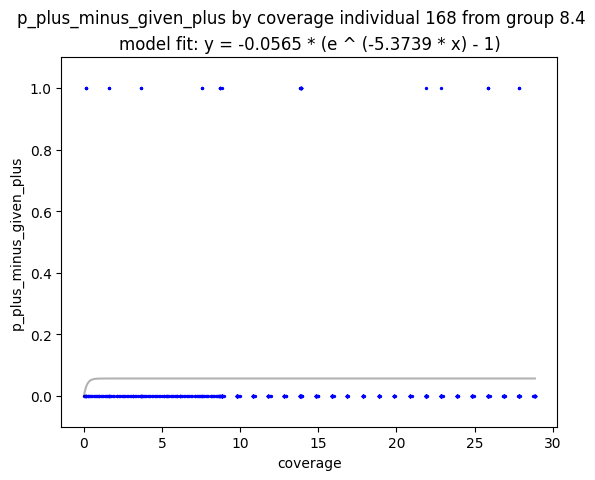 p_plus_minus_given_plus by coverage individual 168 from group 8.4
model fit: y = -0.0565 * (e ^ (-5.3739 * x) - 1)
1.0
0.8
0.6
0.4
0.2
0.0
p_plus_minus_given_plus
0 5 10 15 20 25 30
coverage